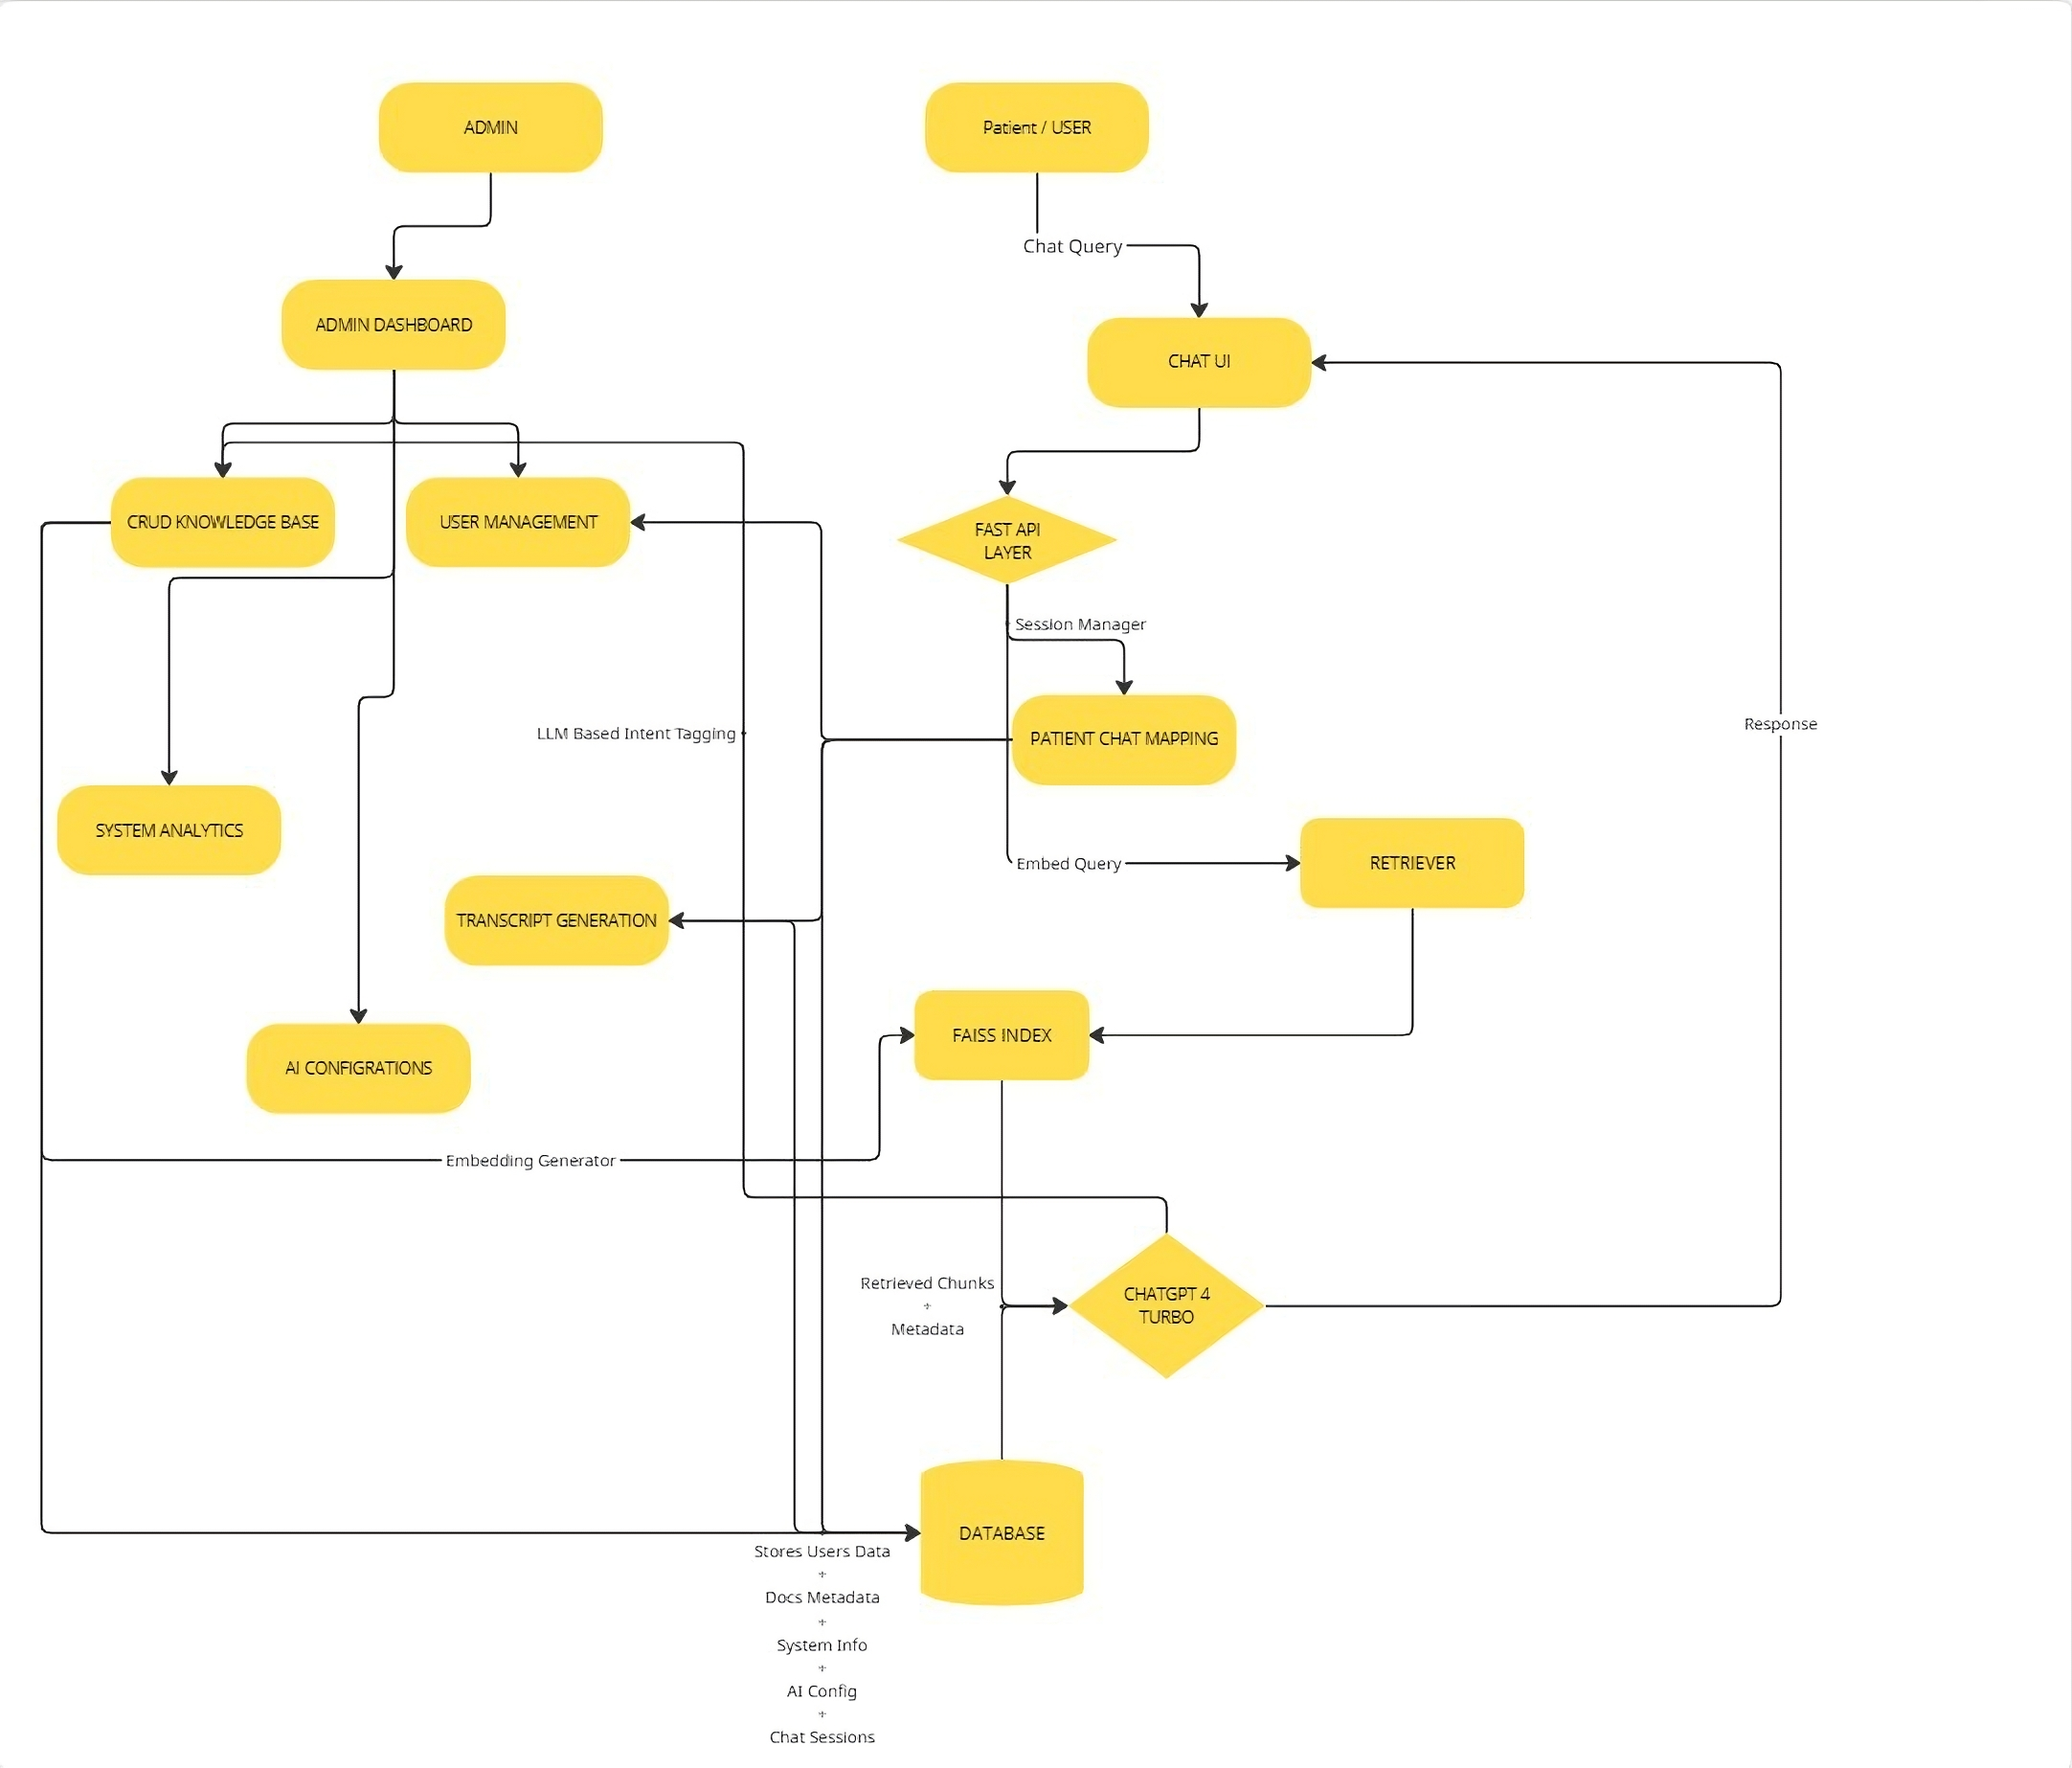 ADMIN
Patient / USER
Chat Query
ADMIN DASHBOARD
CHAT UI
CRUD KNOWLEDGE BASE
USER MANAGEMENT
FAST API
LAYER
Session Manager
LLM Based Intent Tagging
PATIENT CHAT MAPPING
Response
SYSTEM ANALYTICS
Embed Query
RETRIEVER
TRANSCRIPT GENERATION
FAISS INDEX
AI CONFIGRATIONS
Embedding Generator
Retrieved Chunks
+
Metadata
CHATGPT 4
TURBO
DATABASE
Stores Users Data
+
Docs Metadata
+
System Info
+
AI Config
+
Chat Sessions